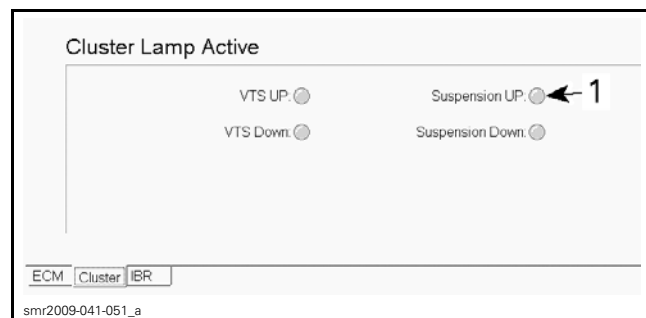 Cluster Lamp Active
VTS UP: Suspension UP: 1
VTS Down: Suspension Down:
ECM Cluster IBR
smr2009-041-051_a